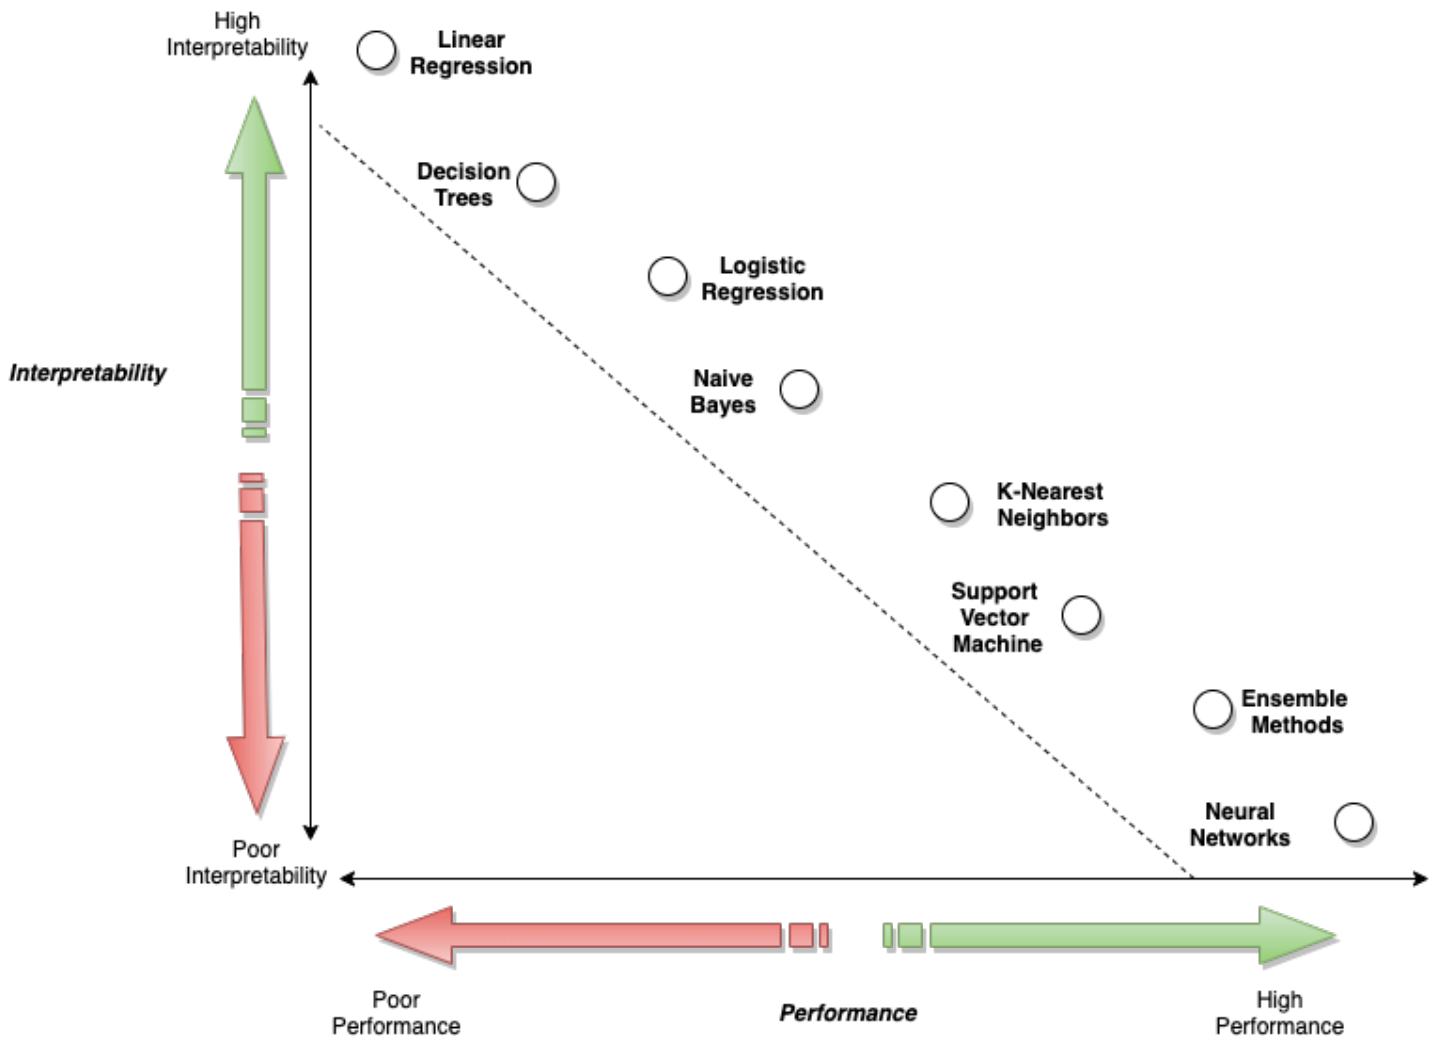 High
Interpretability
Linear
Regression
Decision
Trees
Logistic
Regression
Interpretability
Naive
Bayes
K-Nearest
Neighbors
Support
Vector
Machine
Ensemble
Methods
Neural
Networks
Poor
Interpretability
Poor
Performance
Performance
High
Performance